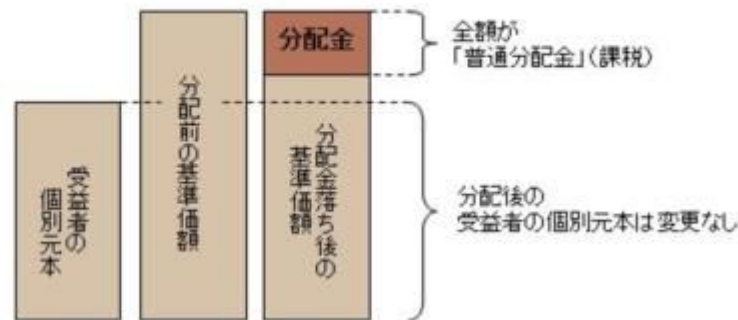 受益者の
個別元本
分配前の基準価額
分配金
分配金落ち後の
基準価額
全額が
「普通分配金」(課税)
分配後の
受益者の個別元本は変更なし